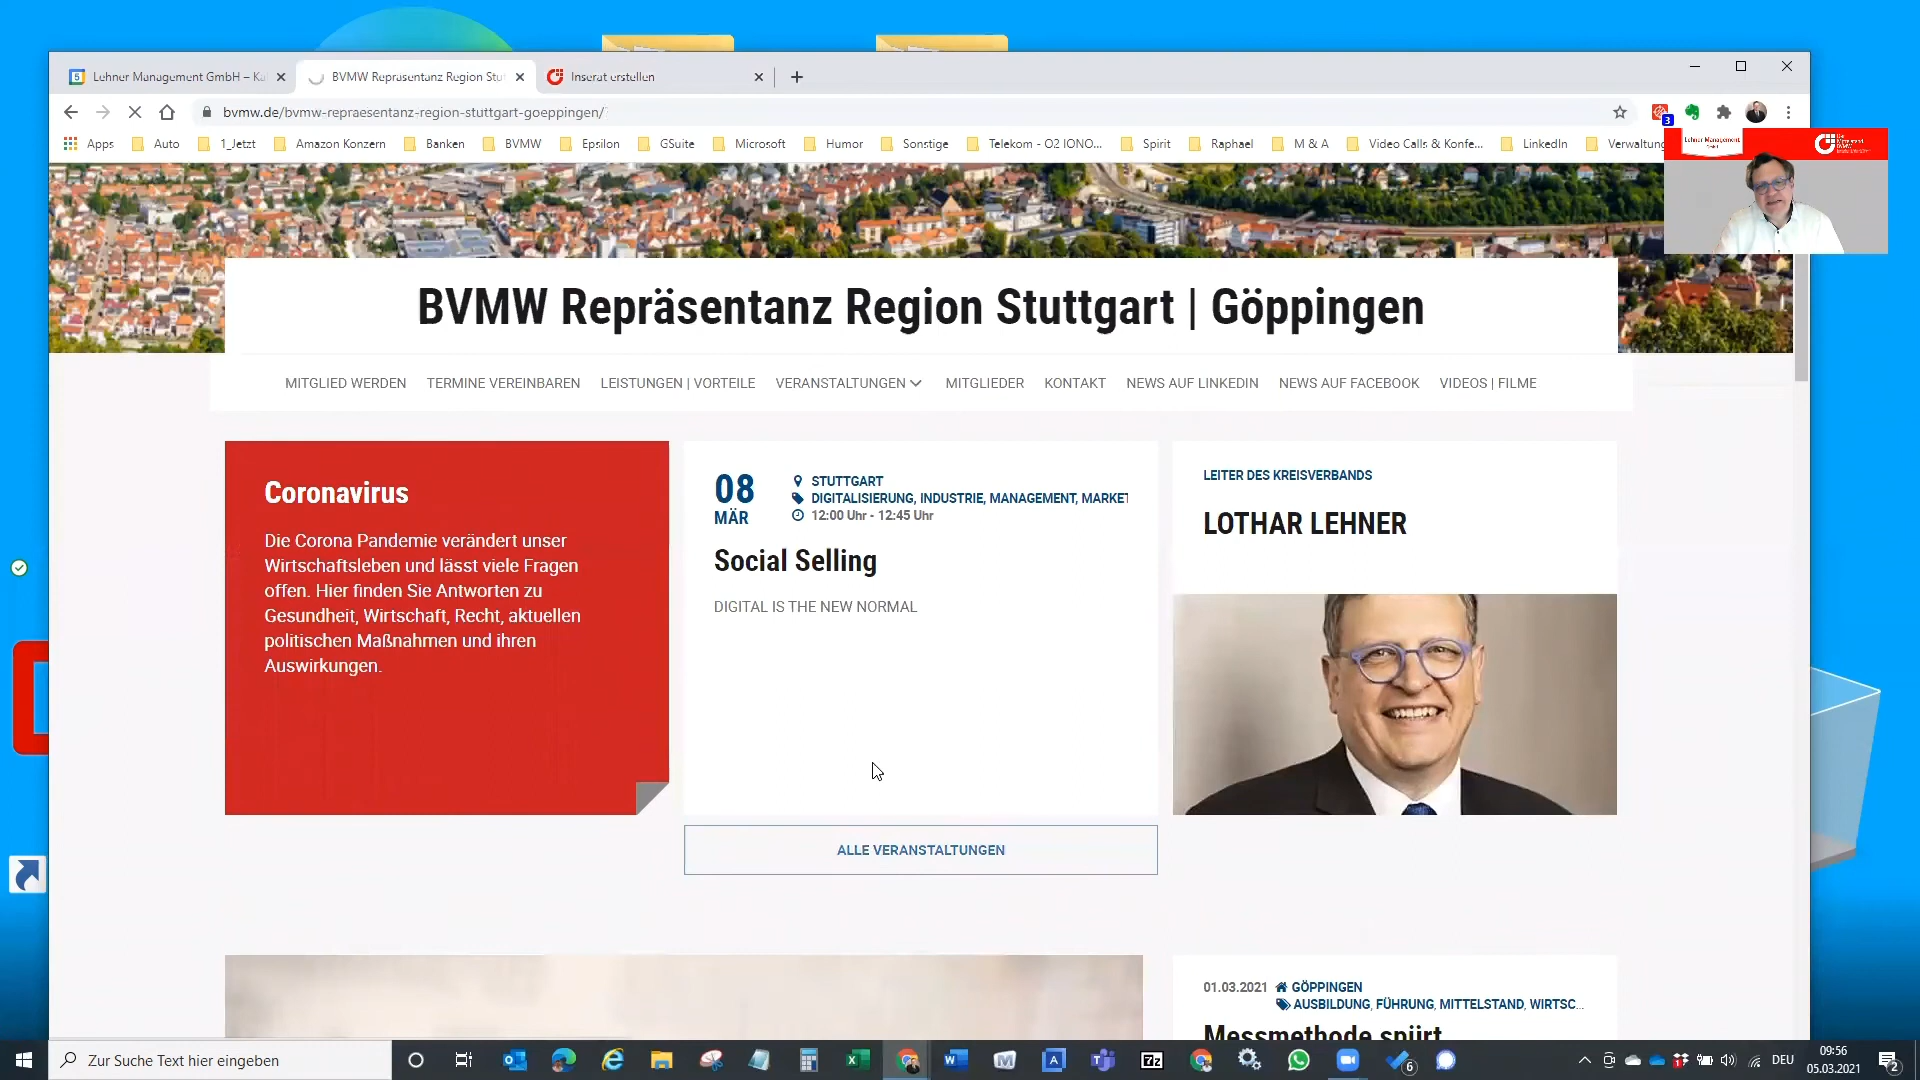 Lehner Management GmbH – Ka
BVMW Repräsentanz Region Stut
Inserat erstellen
bvmw.de/bvmw-repraesentanz-region-stuttgart-goeppingen/
3
Apps
Auto
1_Jetzt
Amazon Konzern
Banken
BVMW
Epsilon
GSuite
Microsoft
Humor
Sonstige
Telekom - O2 IONO...
Spirit
Raphael
M & A
Video Calls & Konfe...
LinkedIn
Verwaltung
Lehner Management
BVMW Repräsentanz Region Stuttgart | Göppingen
MITGLIED WERDEN
TERMINE VEREINBAREN
LEISTUNGEN | VORTEILE
VERANSTALTUNGEN
MITGLIEDER
KONTAKT
NEWS AUF LINKEDIN
NEWS AUF FACEBOOK
VIDEOS | FILME
Coronavirus
Die Corona Pandemie verändert unser
Wirtschaftsleben und lässt viele Fragen
offen. Hier finden Sie Antworten zu
Gesundheit, Wirtschaft, Recht, aktuellen
politischen Maßnahmen und ihren
Auswirkungen.
08
MÄR
STUTTGART
DIGITALISIERUNG, INDUSTRIE, MANAGEMENT, MARKET
12:00 Uhr - 12:45 Uhr
Social Selling
DIGITAL IS THE NEW NORMAL
ALLE VERANSTALTUNGEN
LEITER DES KREISVERBANDS
LOTHAR LEHNER
01.03.2021 GÖPPINGEN
AUSBILDUNG, FÜHRUNG, MITTELSTAND, WIRTSC...
Messmethode spürt
Zur Suche Text hier eingeben
7z
6
DEU
09:56
05.03.2021
2